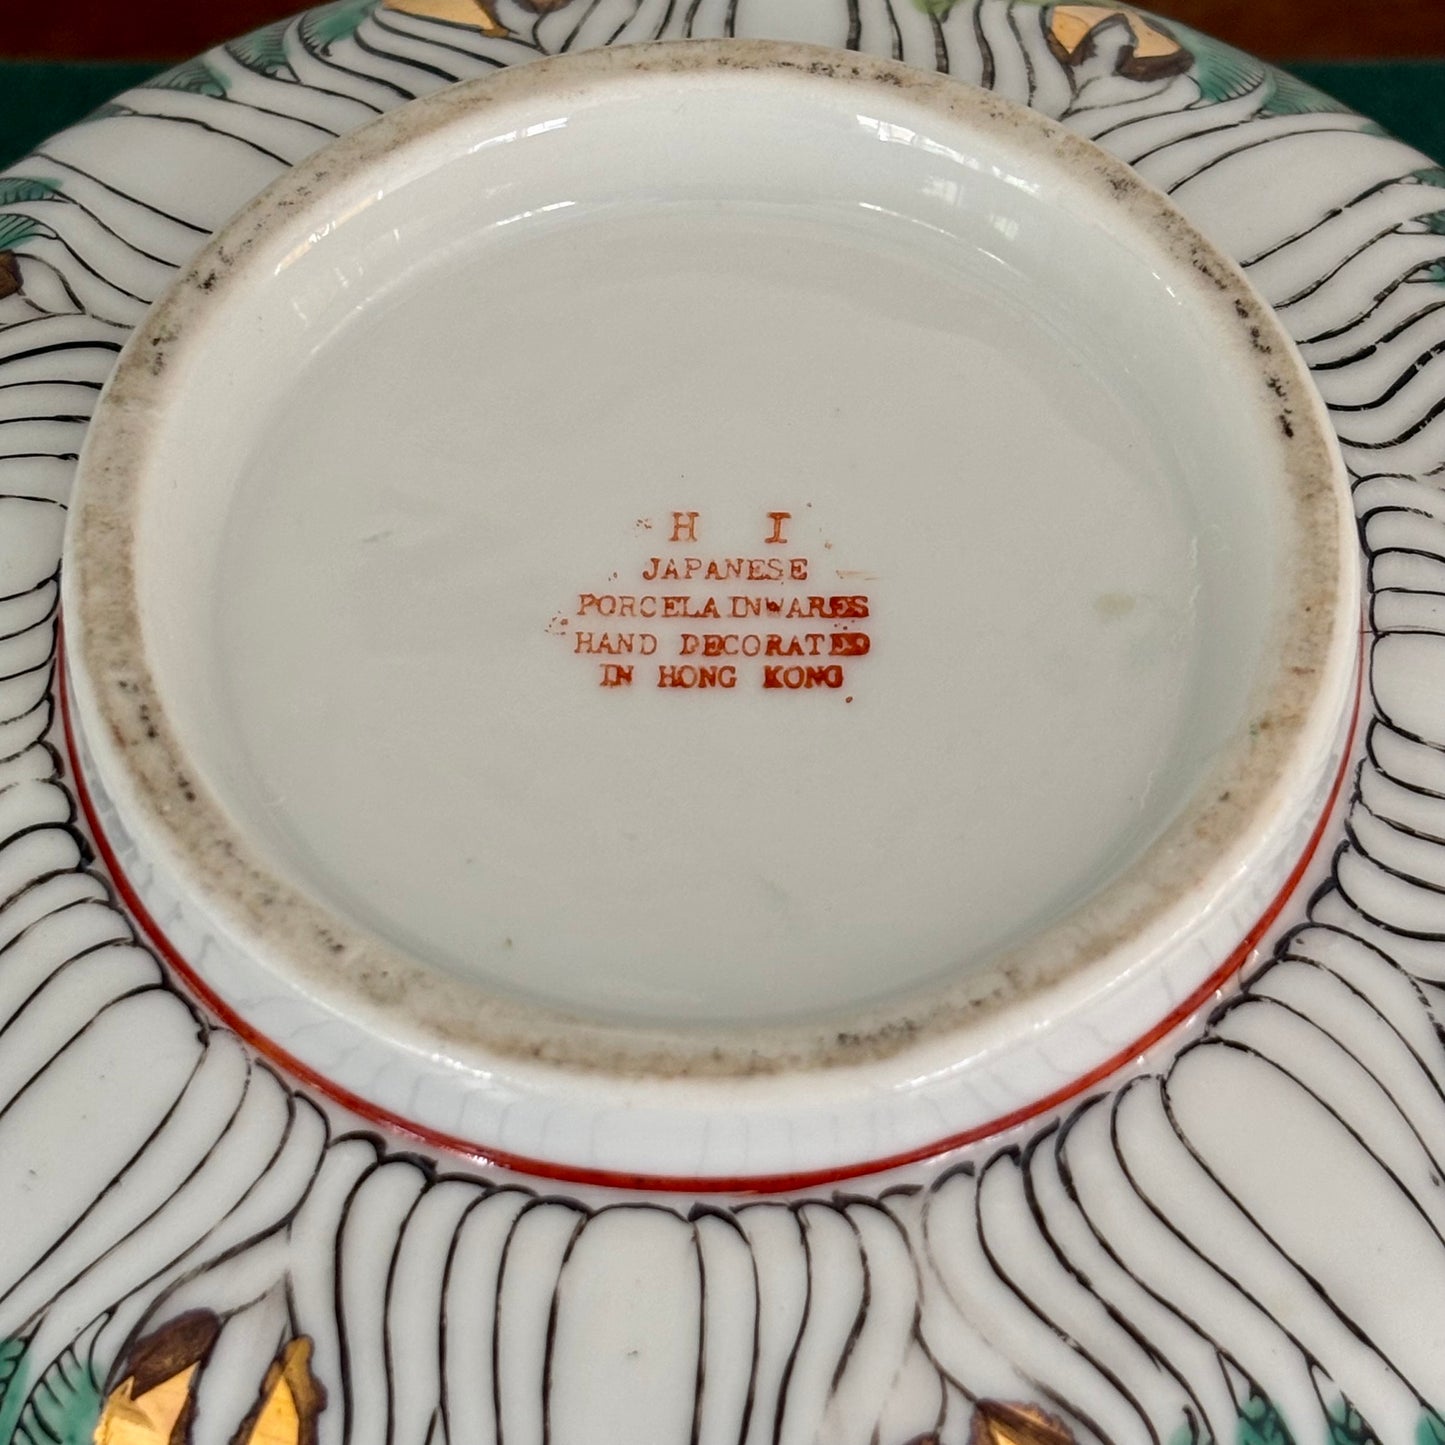 H I
JAPANESE
PORCELAINWARES
HAND DECORATED
IN HONG KONG